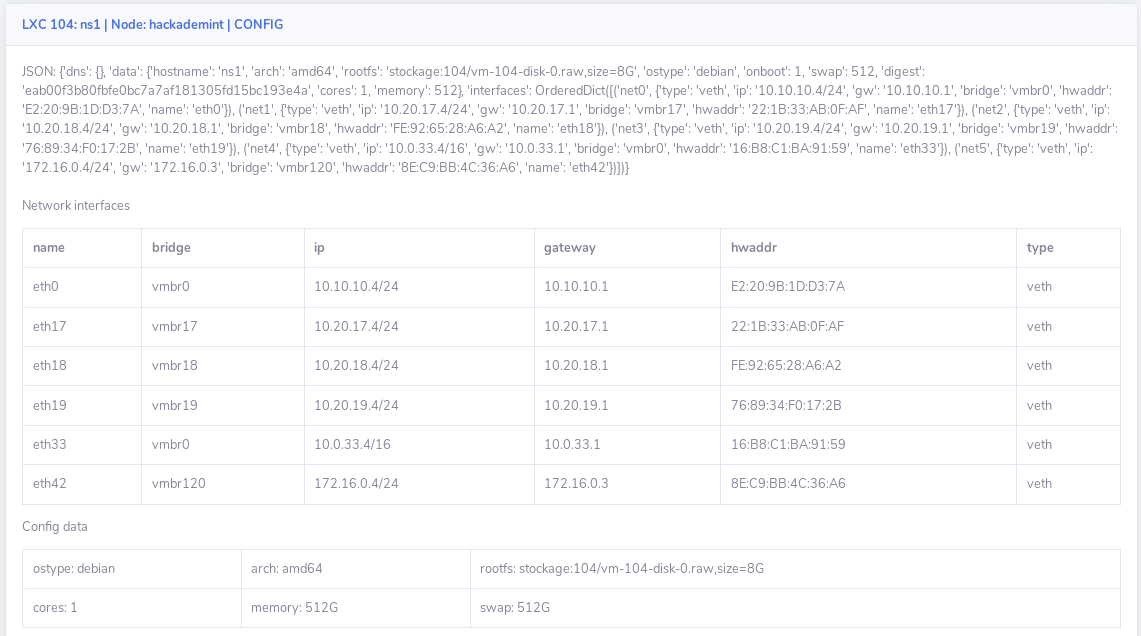 LXC 104: ns1 | Node: hackademint | CONFIG
JSON: {'dns': {}, 'data': {'hostname': 'ns1', 'arch': 'amd64', 'rootfs': 'stockage:104/vm-104-disk-0.raw,size=8G', 'ostype': 'debian', 'onboot': 1, 'swap': 512, 'digest':
'eab00f3b80fbfe0bc7a7af181305fd15bc193e4a', 'cores': 1, 'memory': 512}, 'interfaces': OrderedDict([('net0', {'type': 'veth', 'ip': '10.10.10.4/24', 'gw': '10.10.10.1', 'bridge': 'vmbr0', 'hwaddr':
'E2:20:9B:1D:D3:7A', 'name': 'eth0'}), ('net1', {'type': 'veth', 'ip': '10.20.17.4/24', 'gw': '10.20.17.1', 'bridge': 'vmbr17', 'hwaddr': '22:1B:33:AB:0F:AF', 'name': 'eth17'}), ('net2', {'type': 'veth', 'ip':
'10.20.18.4/24', 'gw': '10.20.18.1', 'bridge': 'vmbr18', 'hwaddr': 'FE:92:65:28:A6:A2', 'name': 'eth18'}), ('net3', {'type': 'veth', 'ip': '10.20.19.4/24', 'gw': '10.20.19.1', 'bridge': 'vmbr19', 'hwaddr':
'76:89:34:F0:17:2B', 'name': 'eth19'}), ('net4', {'type': 'veth', 'ip': '10.0.33.4/16', 'gw': '10.0.33.1', 'bridge': 'vmbr0', 'hwaddr': '16:B8:C1:BA:91:59', 'name': 'eth33'}), ('net5', {'type': 'veth', 'ip':
'172.16.0.4/24', 'gw': '172.16.0.3', 'bridge': 'vmbr120', 'hwaddr': '8E:C9:BB:4C:36:A6', 'name': 'eth42'})])}
Network interfaces
name bridge ip gateway hwaddr type
eth0 vmbr0 10.10.10.4/24 10.10.10.1 E2:20:9B:1D:D3:7A veth
eth17 vmbr17 10.20.17.4/24 10.20.17.1 22:1B:33:AB:0F:AF veth
eth18 vmbr18 10.20.18.4/24 10.20.18.1 FE:92:65:28:A6:A2 veth
eth19 vmbr19 10.20.19.4/24 10.20.19.1 76:89:34:F0:17:2B veth
eth33 vmbr0 10.0.33.4/16 10.0.33.1 16:B8:C1:BA:91:59 veth
eth42 vmbr120 172.16.0.4/24 172.16.0.3 8E:C9:BB:4C:36:A6 veth
Config data
ostype: debian arch: amd64 rootfs: stockage:104/vm-104-disk-0.raw,size=8G
cores: 1 memory: 512G swap: 512G